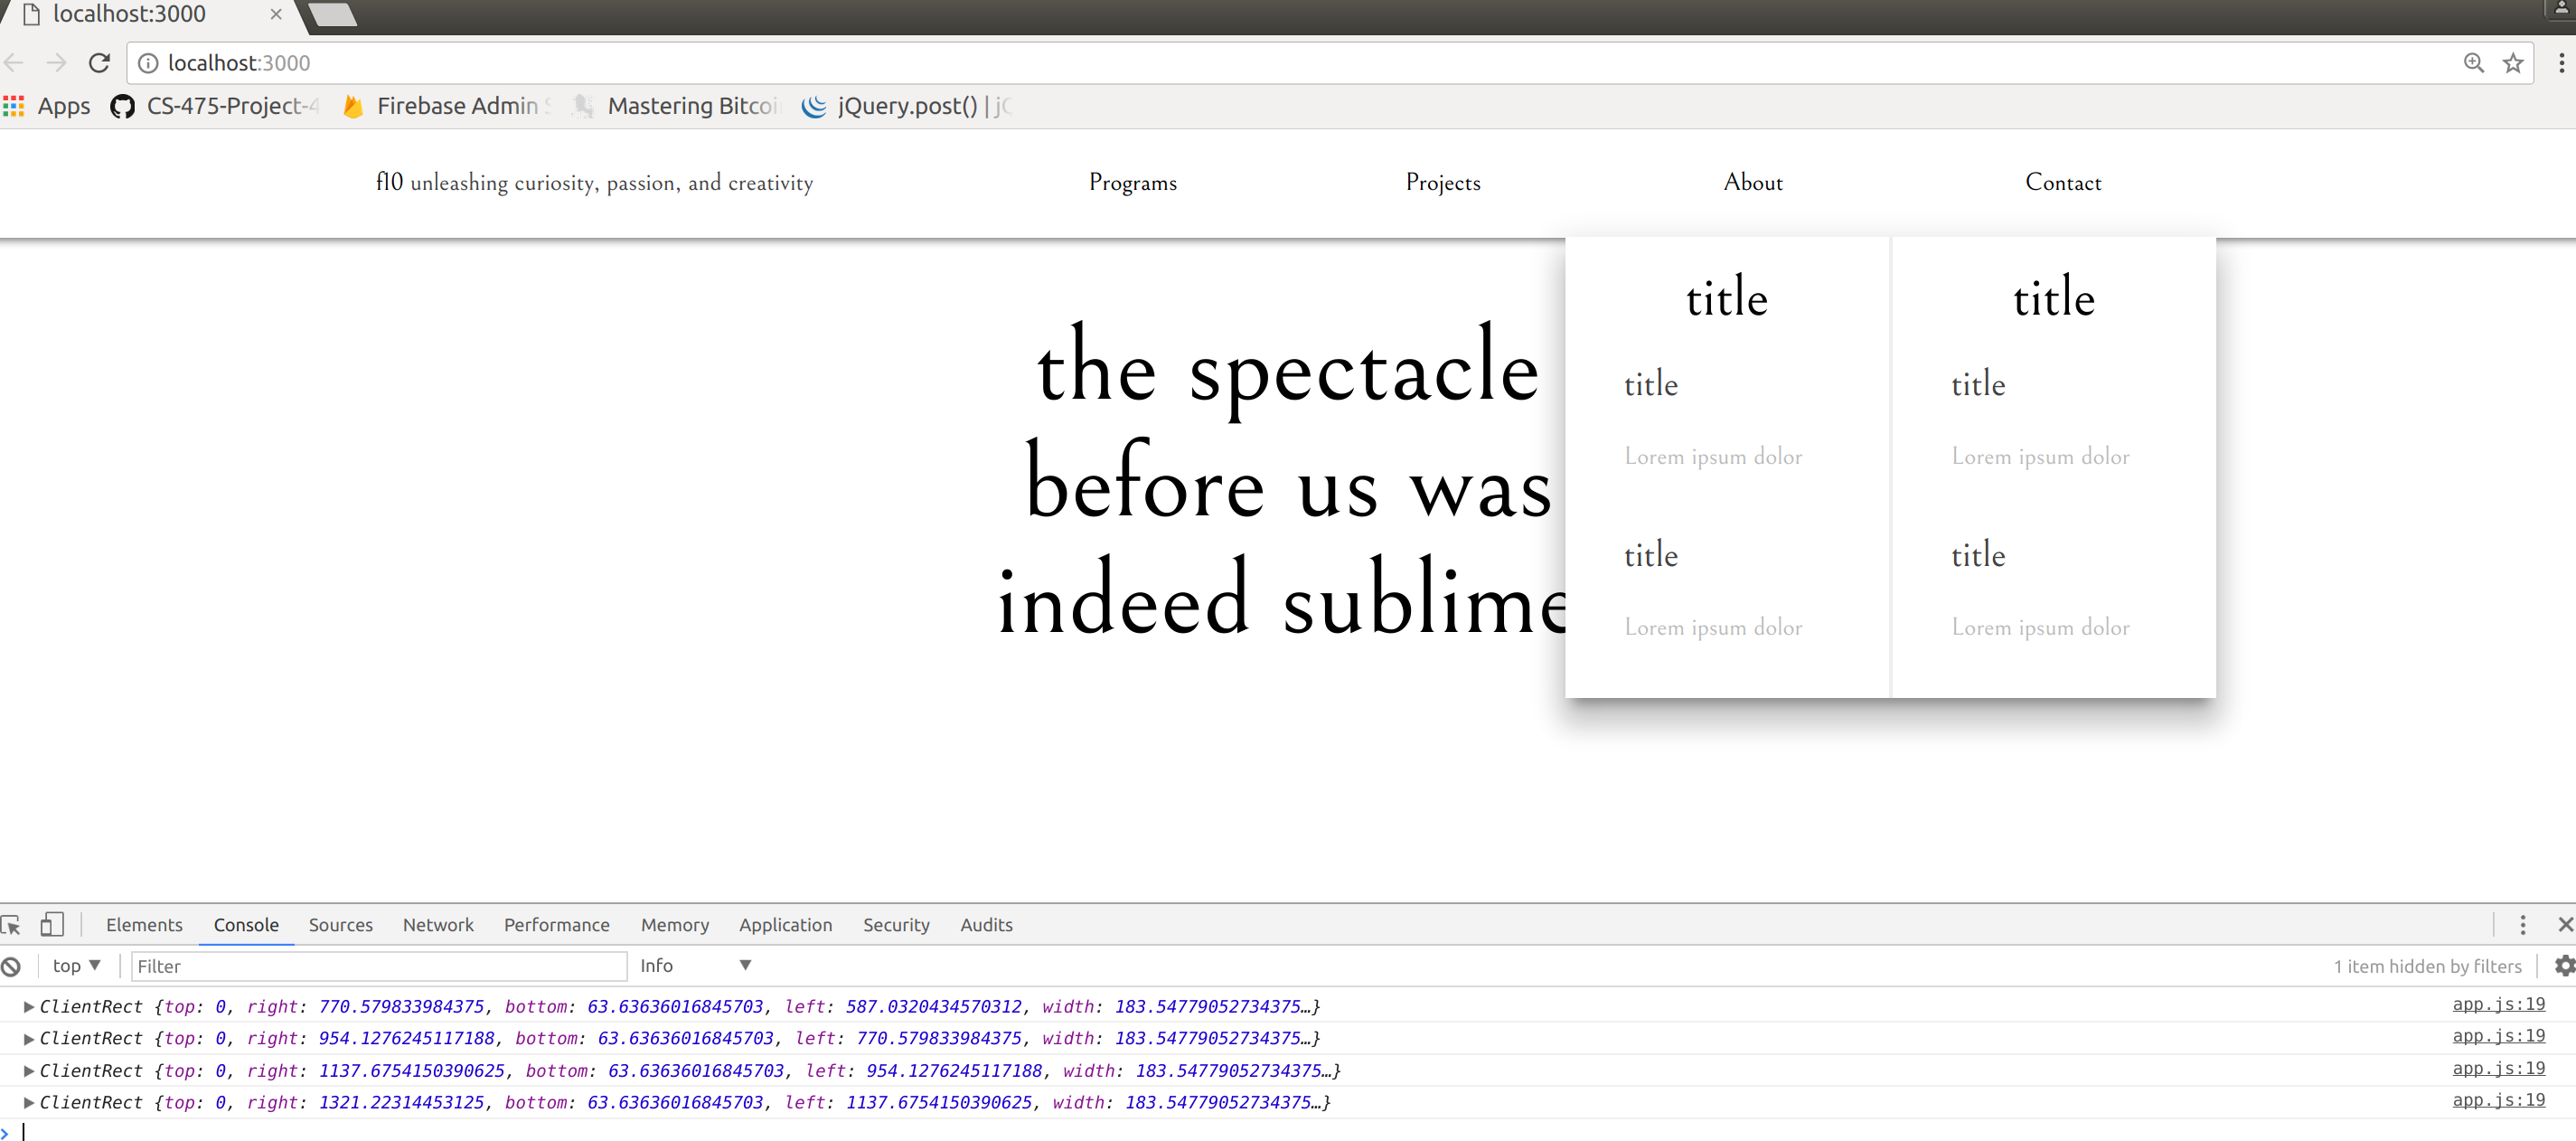 localhost:3000
localhost:3000
Apps CS-475-Project-4 Firebase Admin S Mastering Bitcoi jQuery.post() | jQ
f10 unleashing curiosity, passion, and creativity Programs Projects About Contact
the spectacle
before us was
indeed sublime
title title
title title
Lorem ipsum dolor Lorem ipsum dolor
title title
Lorem ipsum dolor Lorem ipsum dolor
Elements Console Sources Network Performance Memory Application Security Audits
top Filter Info 1 item hidden by filters
ClientRect {top: 0, right: 770.579833984375, bottom: 63.63636016845703, left: 587.0320434570312, width: 183.54779052734375…} app.js:19
ClientRect {top: 0, right: 954.1276245117188, bottom: 63.63636016845703, left: 770.579833984375, width: 183.54779052734375…} app.js:19
ClientRect {top: 0, right: 1137.6754150390625, bottom: 63.63636016845703, left: 954.1276245117188, width: 183.54779052734375…} app.js:19
ClientRect {top: 0, right: 1321.22314453125, bottom: 63.63636016845703, left: 1137.6754150390625, width: 183.54779052734375…} app.js:19